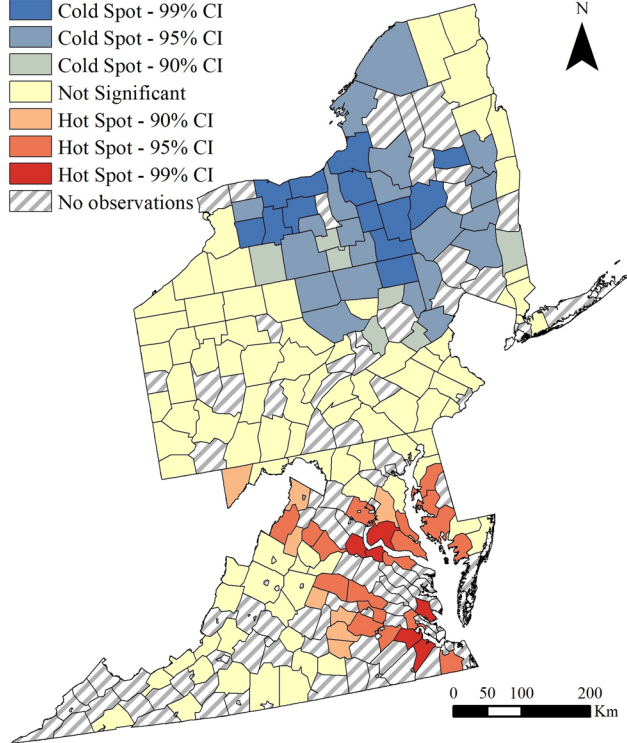 Cold Spot - 99% CI
Cold Spot - 95% CI
Cold Spot - 90% CI
Not Significant
Hot Spot - 90% CI
Hot Spot - 95% CI
Hot Spot - 99% CI
No observations
N
0 50 100 200
Km